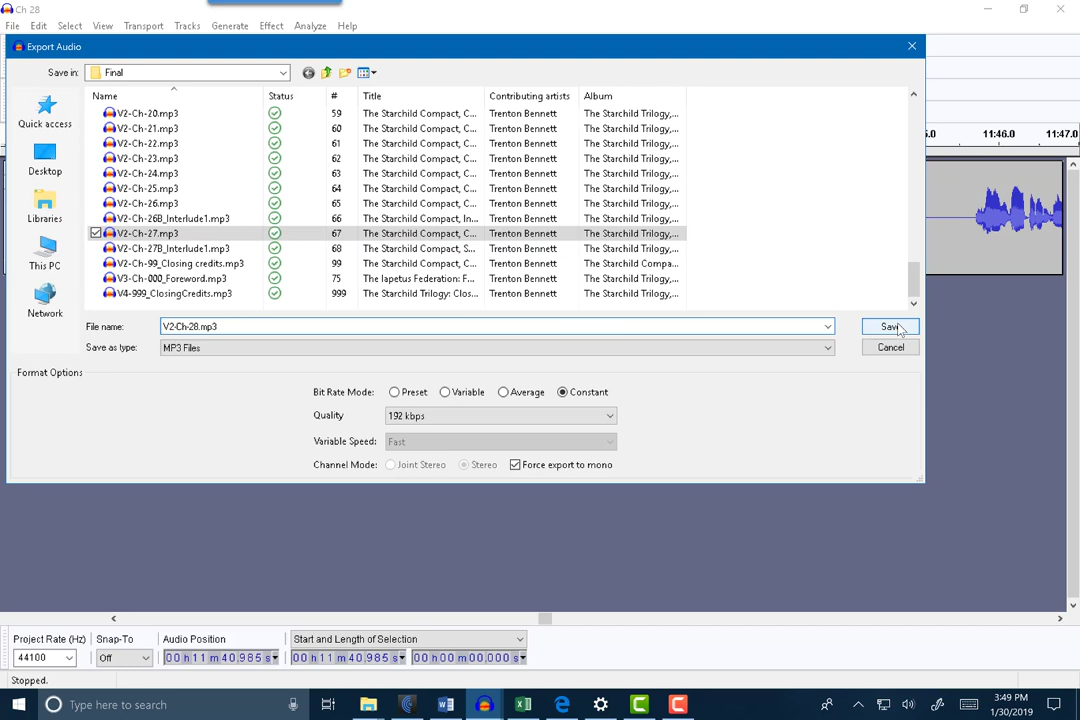 Ch 28
File Edit Select View Transport Tracks Generate Effect Analyze Help
Export Audio
Save in: Final
Name Status # Title Contributing artists Album
V2-Ch-20.mp3 59 The Starchild Compact, C... Trenton Bennett The Starchild Trilogy,...
V2-Ch-21.mp3 60 The Starchild Compact, C... Trenton Bennett The Starchild Trilogy,...
V2-Ch-22.mp3 61 The Starchild Compact, C... Trenton Bennett The Starchild Trilogy,...
V2-Ch-23.mp3 62 The Starchild Compact, C... Trenton Bennett The Starchild Trilogy,...
V2-Ch-24.mp3 63 The Starchild Compact, C... Trenton Bennett The Starchild Trilogy,...
V2-Ch-25.mp3 64 The Starchild Compact, C... Trenton Bennett The Starchild Trilogy,...
V2-Ch-26.mp3 65 The Starchild Compact, C... Trenton Bennett The Starchild Trilogy,...
V2-Ch-26B_Interlude1.mp3 66 The Starchild Compact, In... Trenton Bennett The Starchild Trilogy,...
V2-Ch-27.mp3 67 The Starchild Compact, C... Trenton Bennett The Starchild Trilogy,...
V2-Ch-27B_Interlude1.mp3 68 The Starchild Compact, S... Trenton Bennett The Starchild Trilogy,...
V2-Ch-99_Closing credits.mp3 99 The Starchild Compact, C... Trenton Bennett The Starchild Compa...
V3-Ch-000_Foreword.mp3 75 The Iapetus Federation: F... Trenton Bennett The Starchild Trilogy,...
V4-999_ClosingCredits.mp3 999 The Starchild Trilogy: Clos... Trenton Bennett The Starchild Trilogy,...
Quick access
Desktop
Libraries
This PC
Network
File name: V2-Ch-28.mp3 Save
Save as type: MP3 Files Cancel
Format Options
Bit Rate Mode: Preset Variable Average Constant
Quality 192 kbps
Variable Speed: Fast
Channel Mode: Joint Stereo Stereo Force export to mono
5.0 11:46.0 11:47.0
Project Rate (Hz) Snap-To Audio Position Start and Length of Selection
44100 Off 00 h 11 m 40.985 s 00 h 11 m 40.985 s 00 h 00 m 00.000 s
Stopped.
Type here to search
3:49 PM
1/30/2019